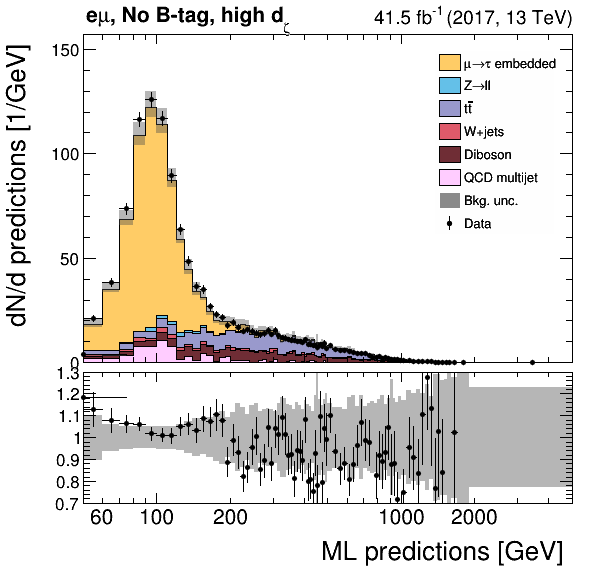 eμ, No B-tag, high dζ
41.5 fb⁻¹ (2017, 13 TeV)
dN/d predictions [1/GeV]
150
100
50
0
μ→τ embedded
Z→ll
tt̅
W+jets
Diboson
QCD multijet
Bkg. unc.
Data
1.3
1.2
1.1
1
0.9
0.8
0.7
60 100 200 1000 2000
ML predictions [GeV]